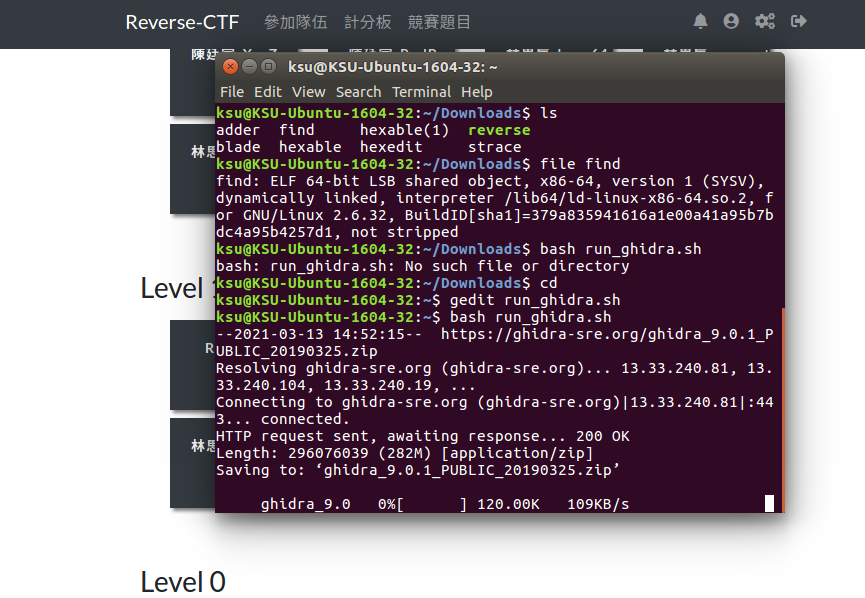 Reverse-CTF 參加隊伍 計分板 競賽題目
ksu@KSU-Ubuntu-1604-32: ~
File Edit View Search Terminal Help
ksu@KSU-Ubuntu-1604-32:~/Downloads$ ls
adder find hexable(1) reverse
blade hexable hexedit strace
ksu@KSU-Ubuntu-1604-32:~/Downloads$ file find
find: ELF 64-bit LSB shared object, x86-64, version 1 (SYSV),
dynamically linked, interpreter /lib64/ld-linux-x86-64.so.2, f
or GNU/Linux 2.6.32, BuildID[sha1]=379a835941616a1e00a41a95b7b
dc4a95b4257d1, not stripped
ksu@KSU-Ubuntu-1604-32:~/Downloads$ bash run_ghidra.sh
bash: run_ghidra.sh: No such file or directory
ksu@KSU-Ubuntu-1604-32:~/Downloads$ cd
ksu@KSU-Ubuntu-1604-32:~$ gedit run_ghidra.sh
ksu@KSU-Ubuntu-1604-32:~$ bash run_ghidra.sh
--2021-03-13 14:52:15-- https://ghidra-sre.org/ghidra_9.0.1_P
UBLIC_20190325.zip
Resolving ghidra-sre.org (ghidra-sre.org)... 13.33.240.81, 13.
33.240.104, 13.33.240.19, ...
Connecting to ghidra-sre.org (ghidra-sre.org)|13.33.240.81|:44
3... connected.
HTTP request sent, awaiting response... 200 OK
Length: 296076039 (282M) [application/zip]
Saving to: ‘ghidra_9.0.1_PUBLIC_20190325.zip’
ghidra_9.0 0%[ ] 120.00K 109KB/s
林
Level
R
林
Level 0